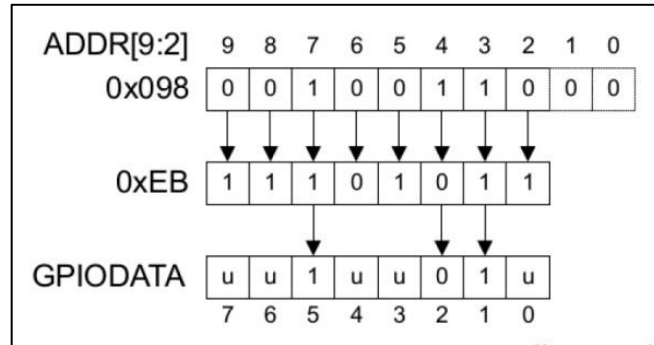 ADDR[9:2] 9 8 7 6 5 4 3 2 1 0
0x098 0 0 1 0 0 1 1 0 0 0
0xEB 1 1 1 0 1 0 1 1
GPIODATA u u 1 u u 0 1 u
7 6 5 4 3 2 1 0